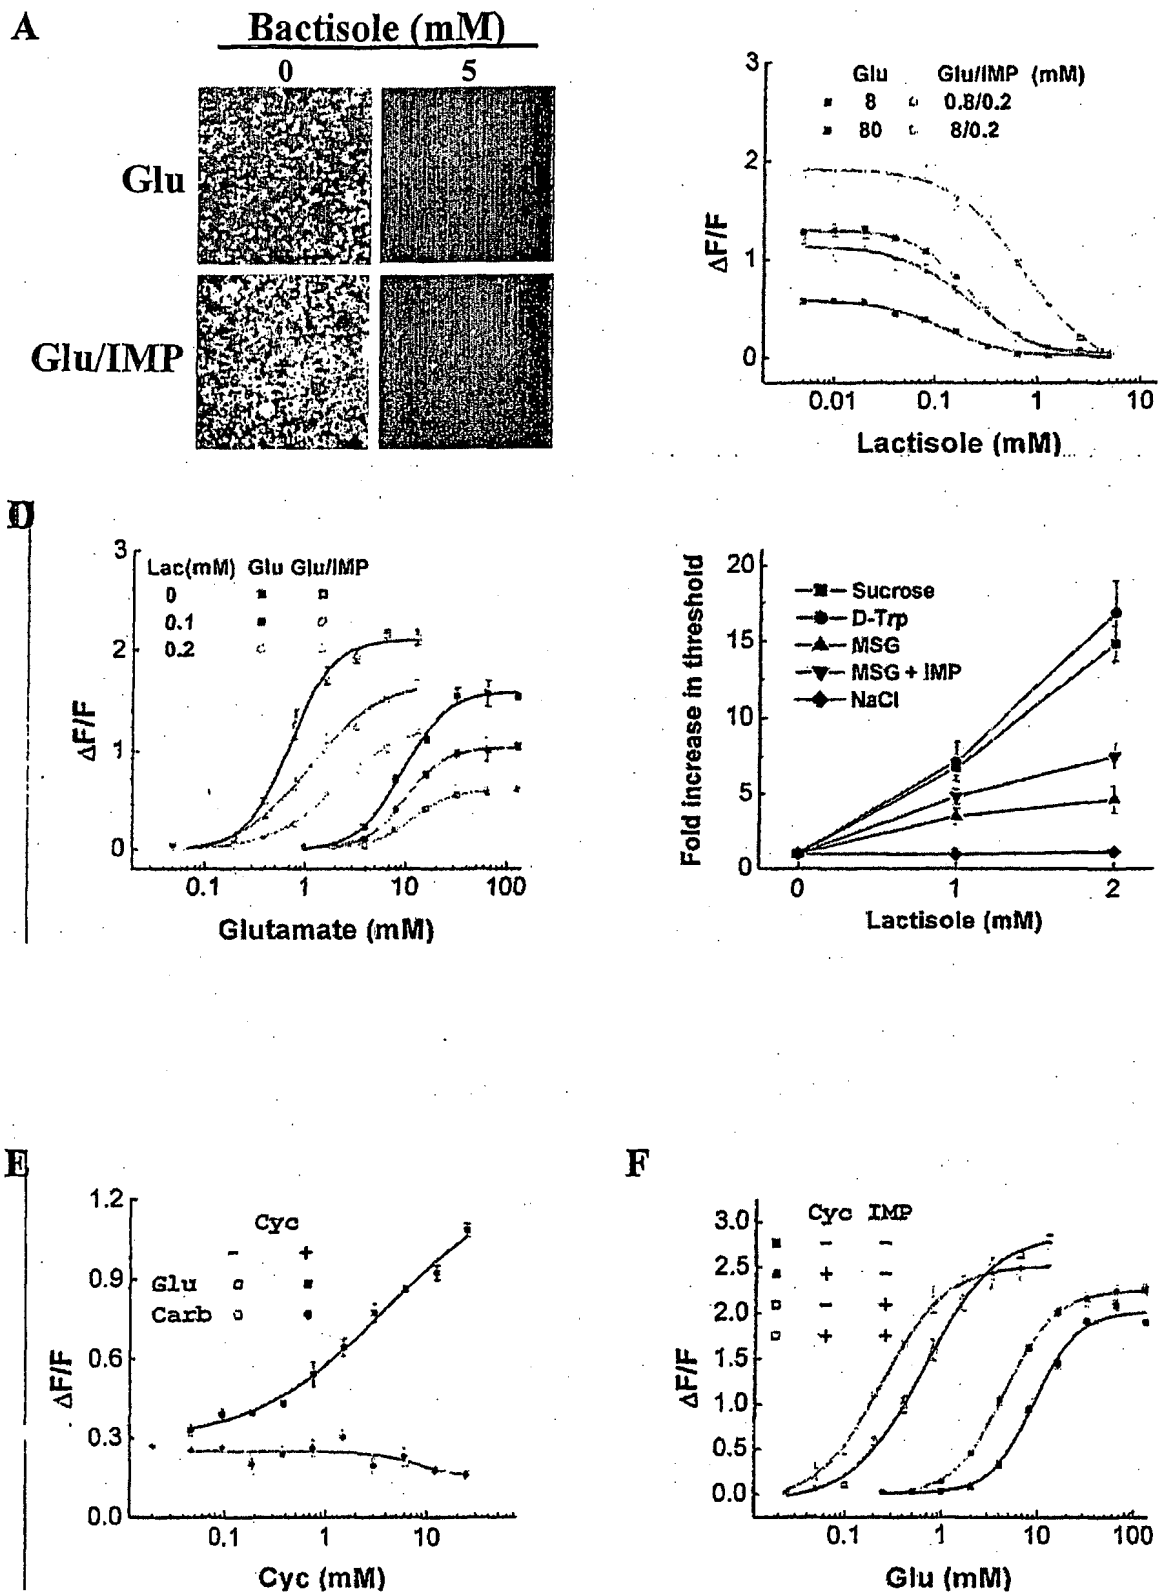 A
Bactisole (mM)
0 5
Glu
Glu/IMP
Glu Glu/IMP (mM)
8 0.8/0.2
80 8/0.2
3
2
1
0
ΔF/F
0.01 0.1 1 10
Lactisole (mM)
D
Lac(mM) Glu Glu/IMP
0
0.1
0.2
3
2
1
0
ΔF/F
0.1 1 10 100
Glutamate (mM)
Sucrose
D-Trp
MSG
MSG + IMP
NaCl
20
15
10
5
0
Fold increase in threshold
0 1 2
Lactisole (mM)
E
Cyc
- +
Glu
Carb
1.2
0.9
0.6
0.3
0.0
ΔF/F
0.1 1 10
Cyc (mM)
F
Cyc IMP
- -
+ -
- +
+ +
3.0
2.5
2.0
1.5
1.0
0.5
0.0
ΔF/F
0.1 1 10 100
Glu (mM)